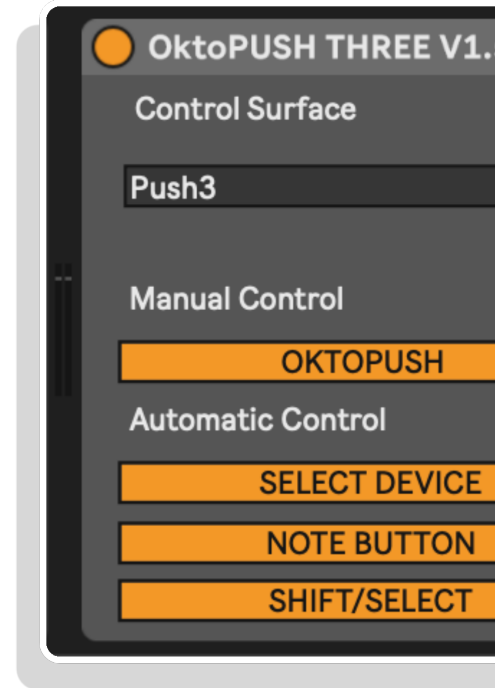 OktoPUSH THREE V1.
Control Surface
Push3
Manual Control
OKTOPUSH
Automatic Control
SELECT DEVICE
NOTE BUTTON
SHIFT/SELECT